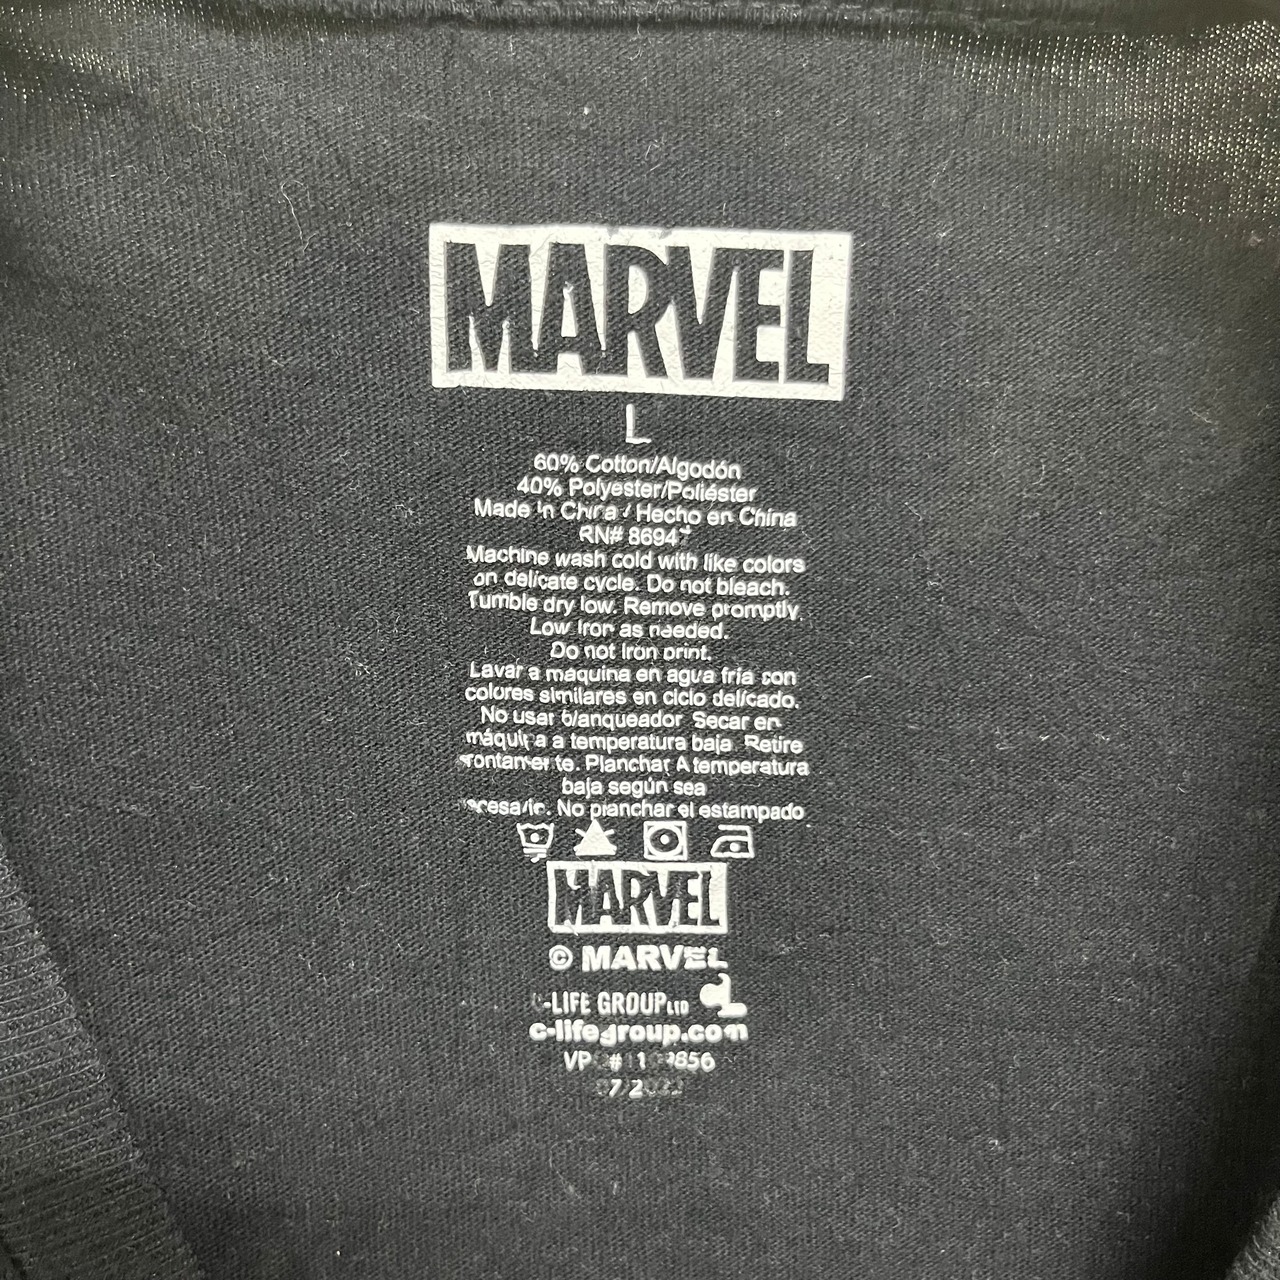 MARVEL
L
60% Cotton/Algodón
40% Polyester/Poliéster
Made In China / Hecho en China
RN# 86947
Machine wash cold with like colors
on delicate cycle. Do not bleach.
Tumble dry low. Remove promptly.
Low Iron as needed.
Do not Iron print.
Lavar a maquina en agua fria con
colores similares en ciclo delicado.
No usar blanqueador Secar en
máquina a temperatura baja. Retire
Planchar A temperatura
baja según sea
No planchar el estampado
MARVEL
© MARVEL
C-LIFE GROUP LTD CL
c-lifegroup.com